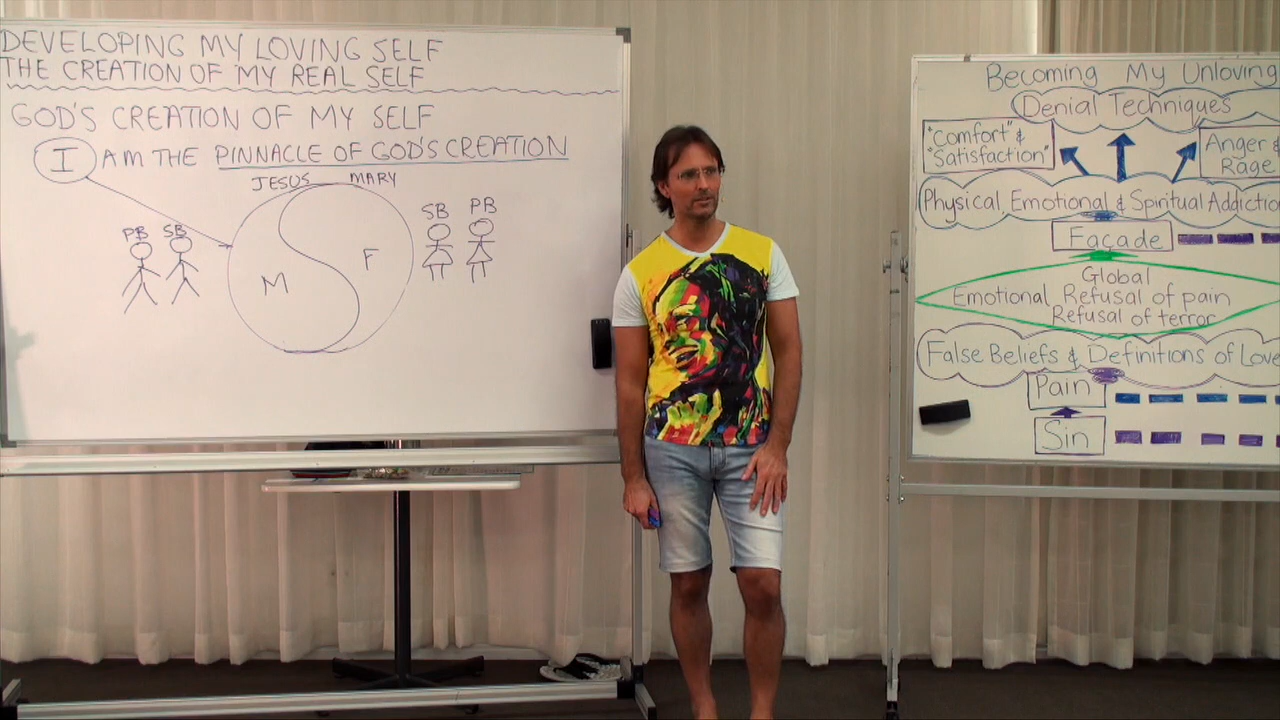 DEVELOPING MY LOVING SELF
THE CREATION OF MY REAL SELF
GOD'S CREATION OF MY SELF
I AM THE PINNACLE OF GOD'S CREATION
JESUS MARY
PB SB
M F
SB PB
Becoming My Unloving
Denial Techniques
"Comfort" &
"Satisfaction"
Anger &
Rage
Physical, Emotional & Spiritual Addiction
Façade
Global
Emotional Refusal of pain
Refusal of terror
False Beliefs & Definitions of Love
Pain
Sin